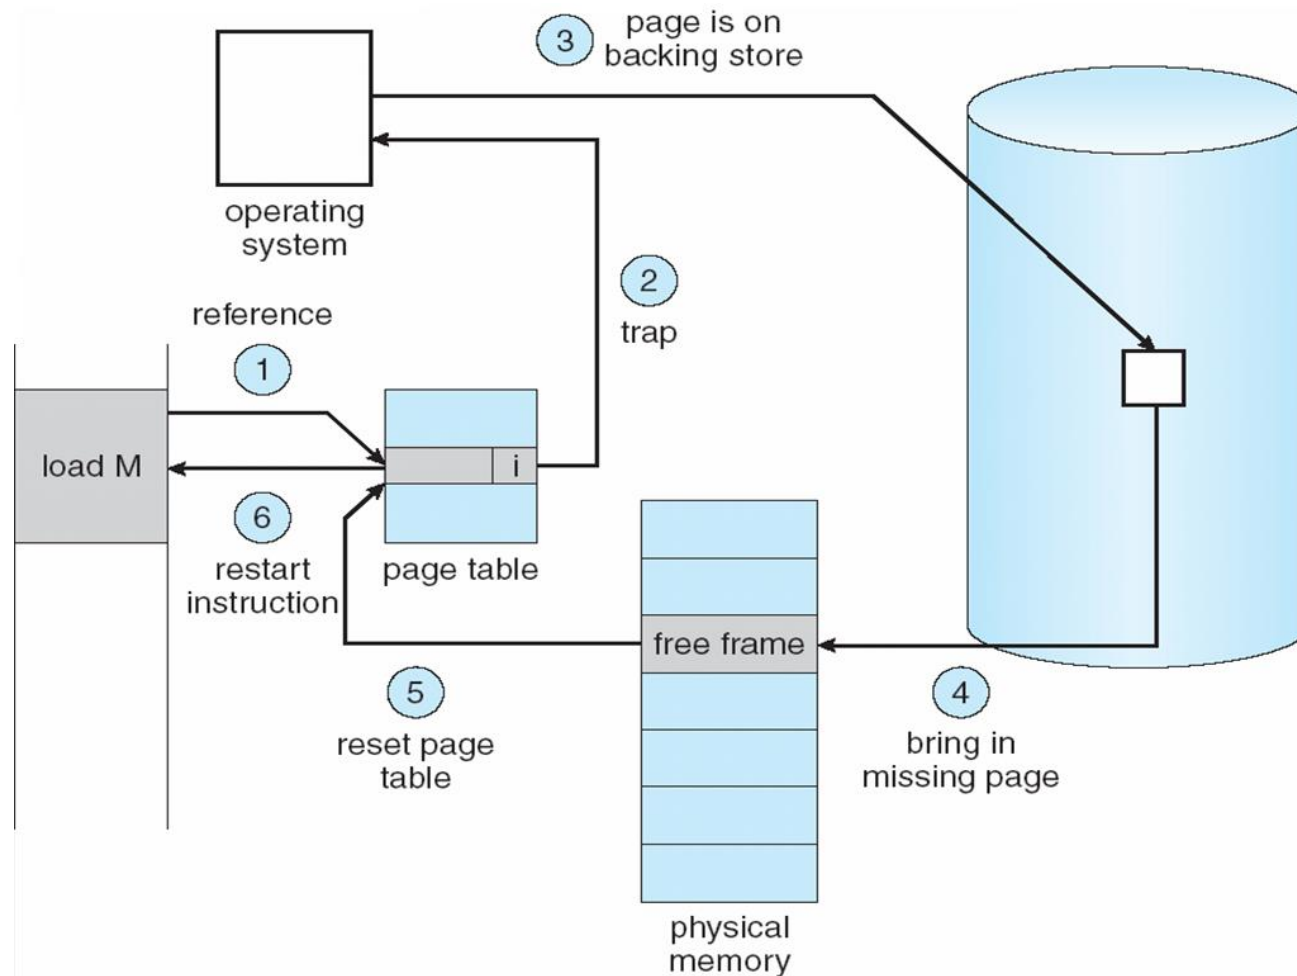 3
page is on
backing store
operating
system
reference
1
2
trap
load M
i
6
restart
instruction
page table
free frame
5
reset page
table
4
bring in
missing page
physical
memory